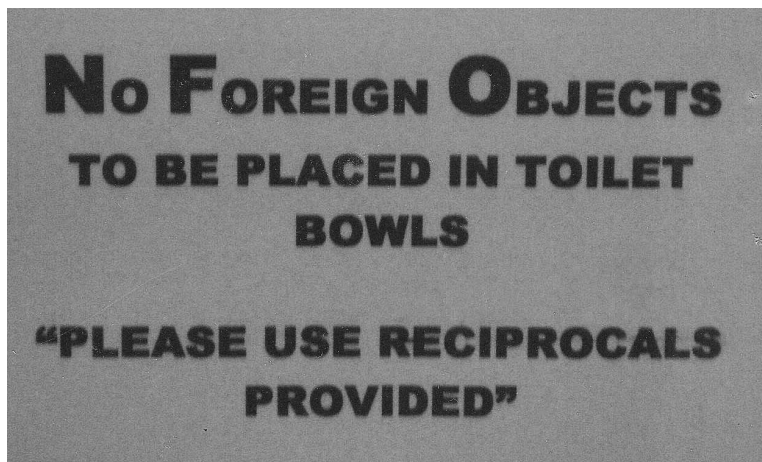 No Foreign Objects
TO BE PLACED IN TOILET
BOWLS
“PLEASE USE RECIPROCALS
PROVIDED”